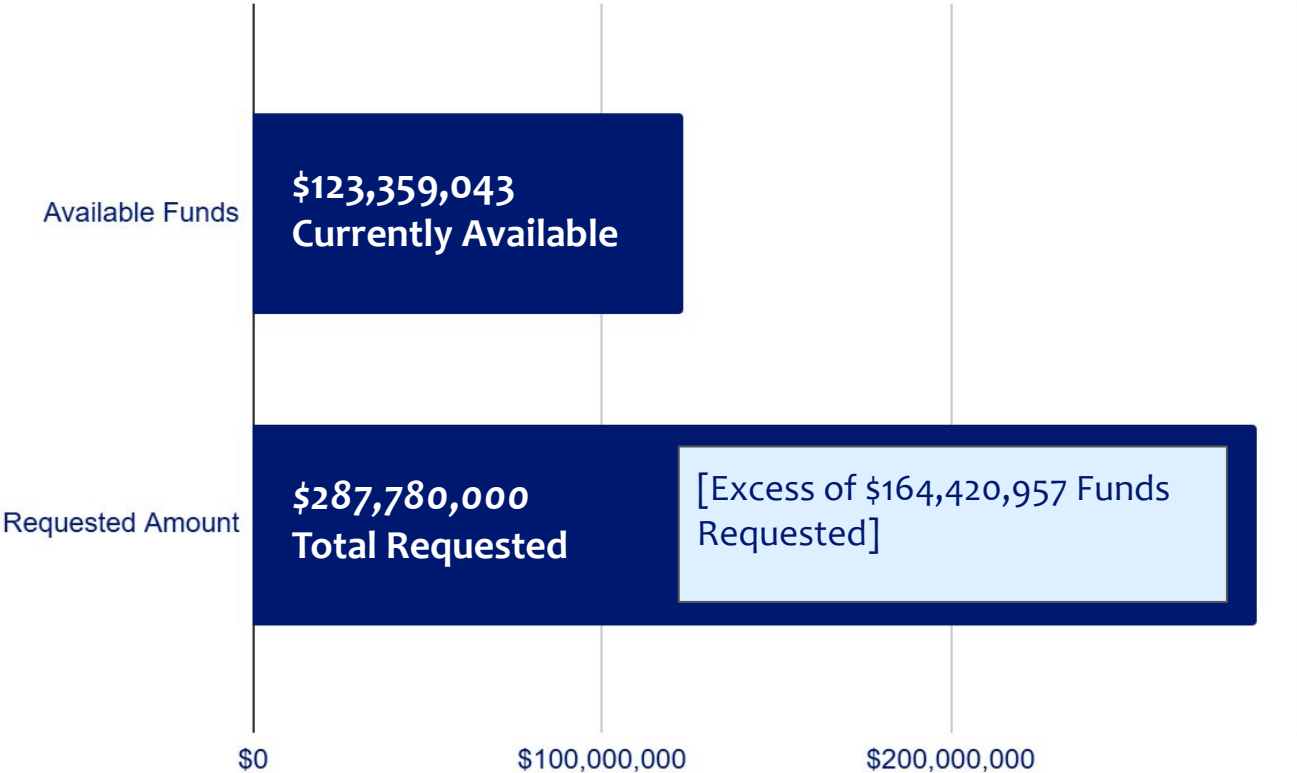 Available Funds
$123,359,043
Currently Available
Requested Amount
$287,780,000
Total Requested
[Excess of $164,420,957 Funds
Requested]
$0
$100,000,000
$200,000,000